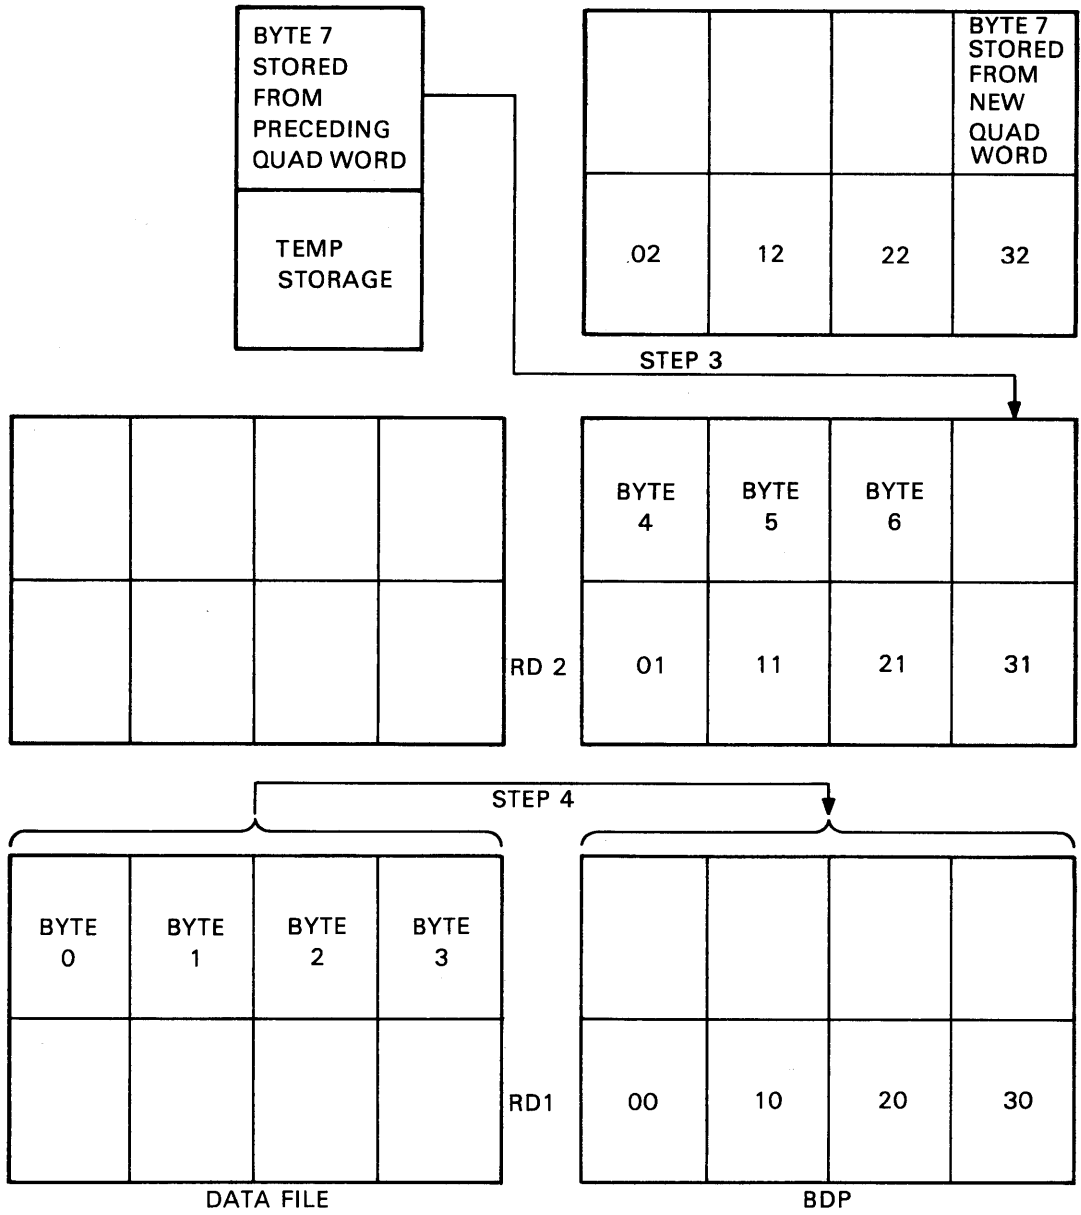 BYTE 7
STORED
FROM
PRECEDING
QUAD WORD
TEMP
STORAGE
BYTE 7
STORED
FROM
NEW
QUAD
WORD
02 12 22 32
STEP 3
BYTE BYTE BYTE
4 5 6
RD 2 01 11 21 31
STEP 4
BYTE BYTE BYTE BYTE
0 1 2 3
RD1 00 10 20 30
DATA FILE BDP